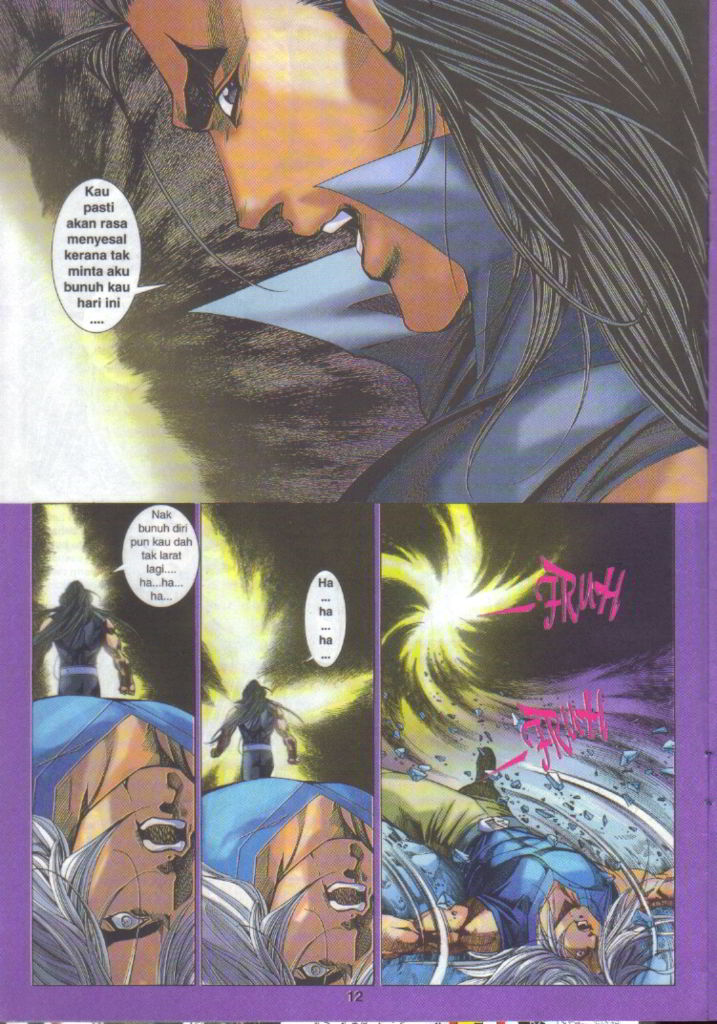 Kau
pasti
akan rasa
menyesal
kerana tak
minta aku
bunuh kau
hari ini
....
Nak
bunuh diri
pun kau dah
tak larat
lagi....
ha...ha...
ha...
Ha
...
ha
...
ha
...
FRUH
FRUH
12